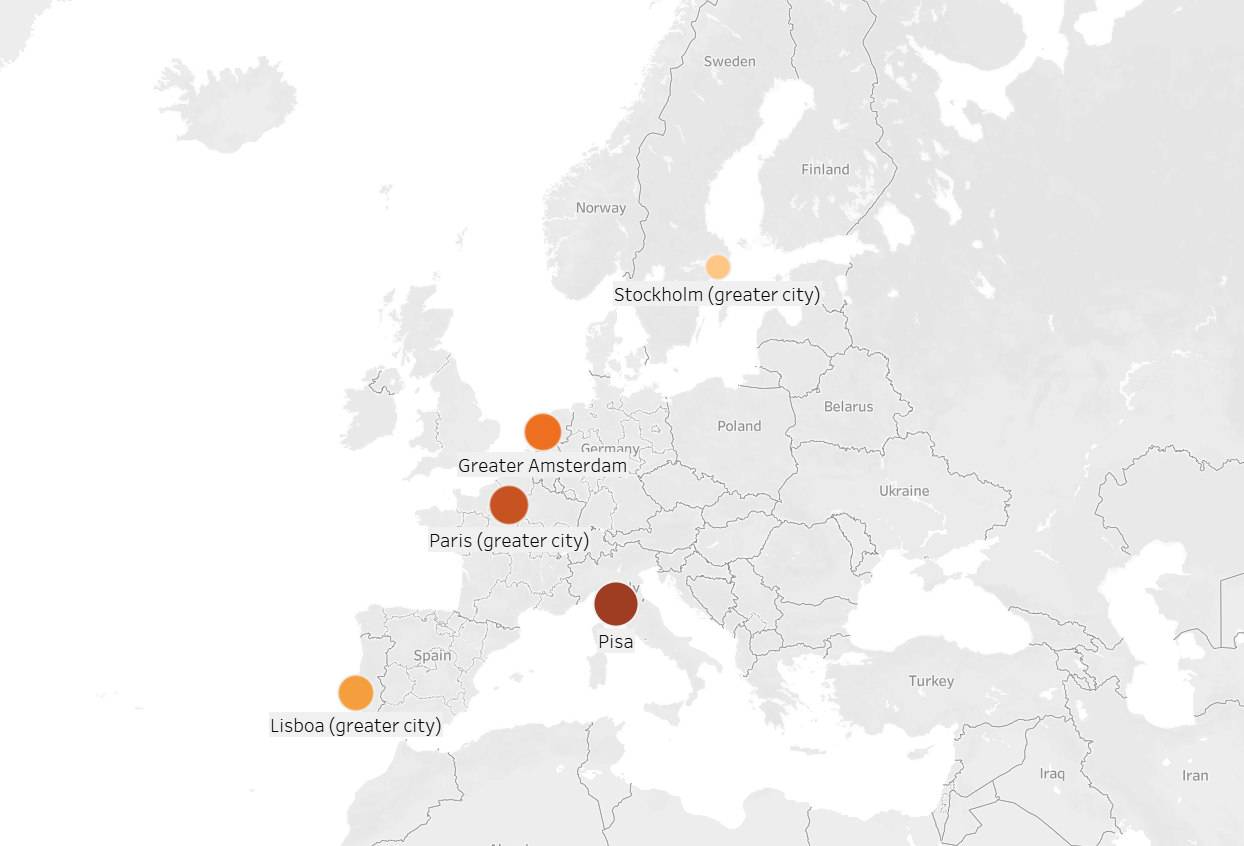 Sweden
Finland
Norway
Stockholm (greater city)
Belarus
Poland
Germany
Greater Amsterdam
Ukraine
Paris (greater city)
Pisa
Spain
Turkey
Lisboa (greater city)
Iraq
Iran